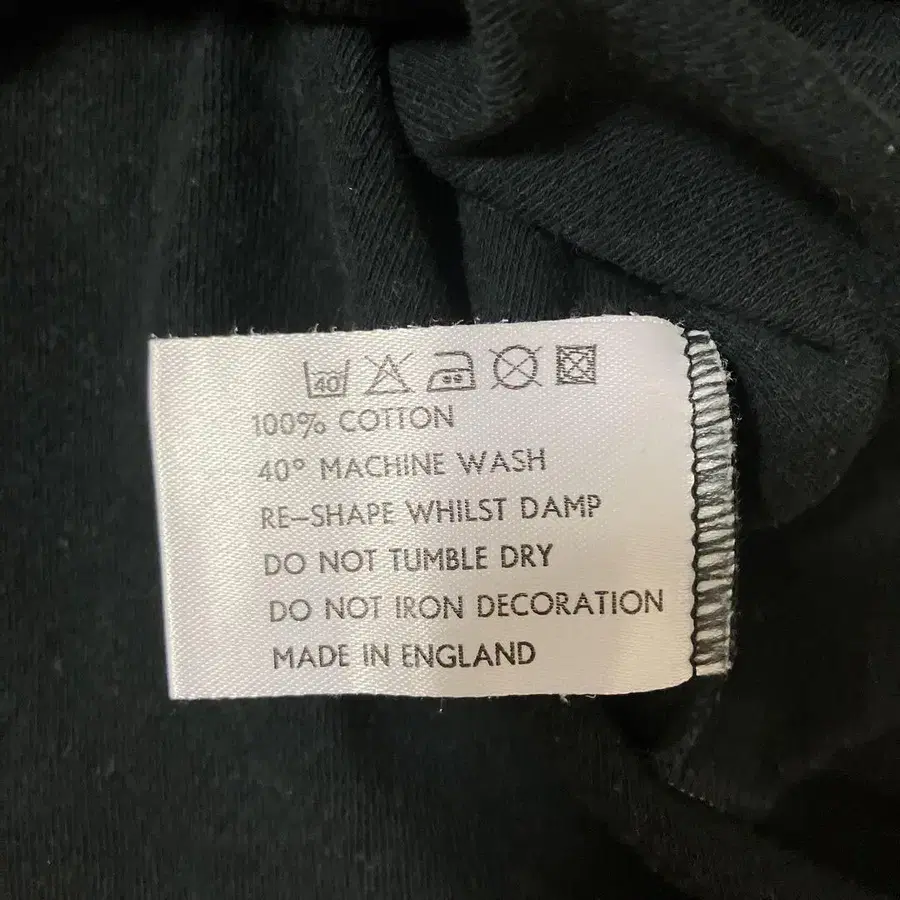 40
100% COTTON
40° MACHINE WASH
RE–SHAPE WHILST DAMP
DO NOT TUMBLE DRY
DO NOT IRON DECORATION
MADE IN ENGLAND